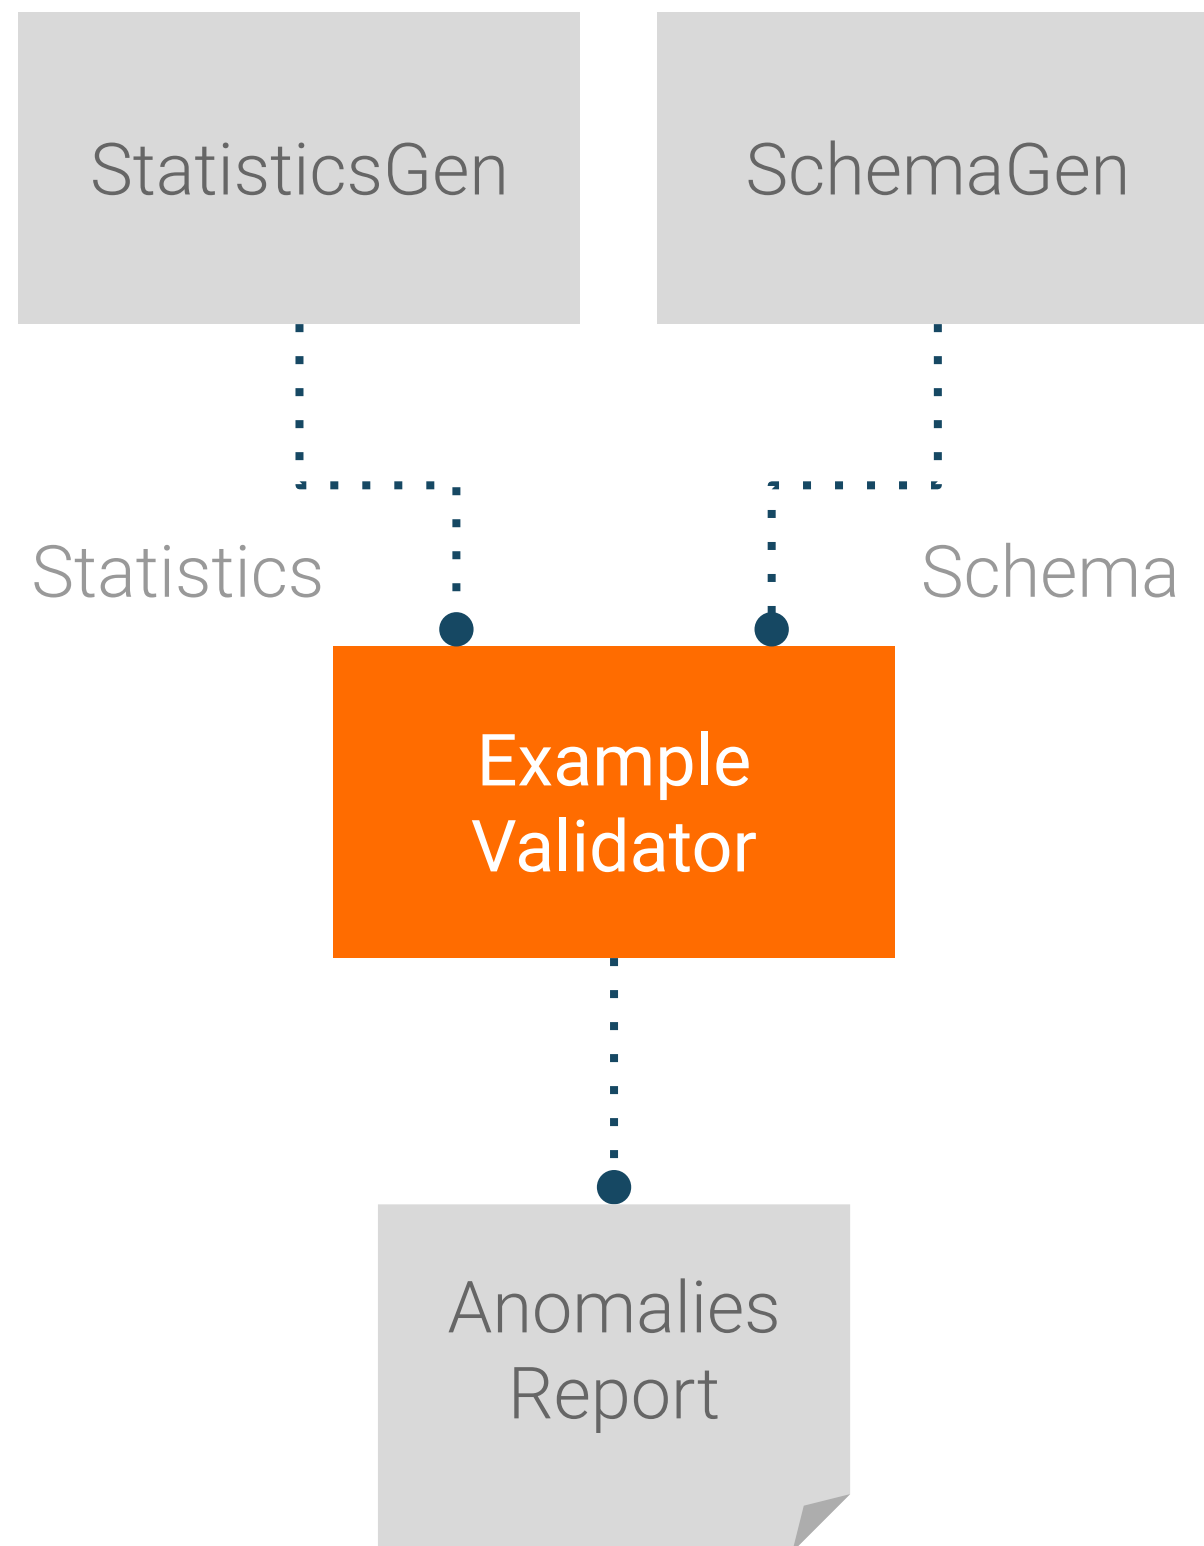 StatisticsGen
SchemaGen
Statistics
Schema
Example
Validator
Anomalies
Report